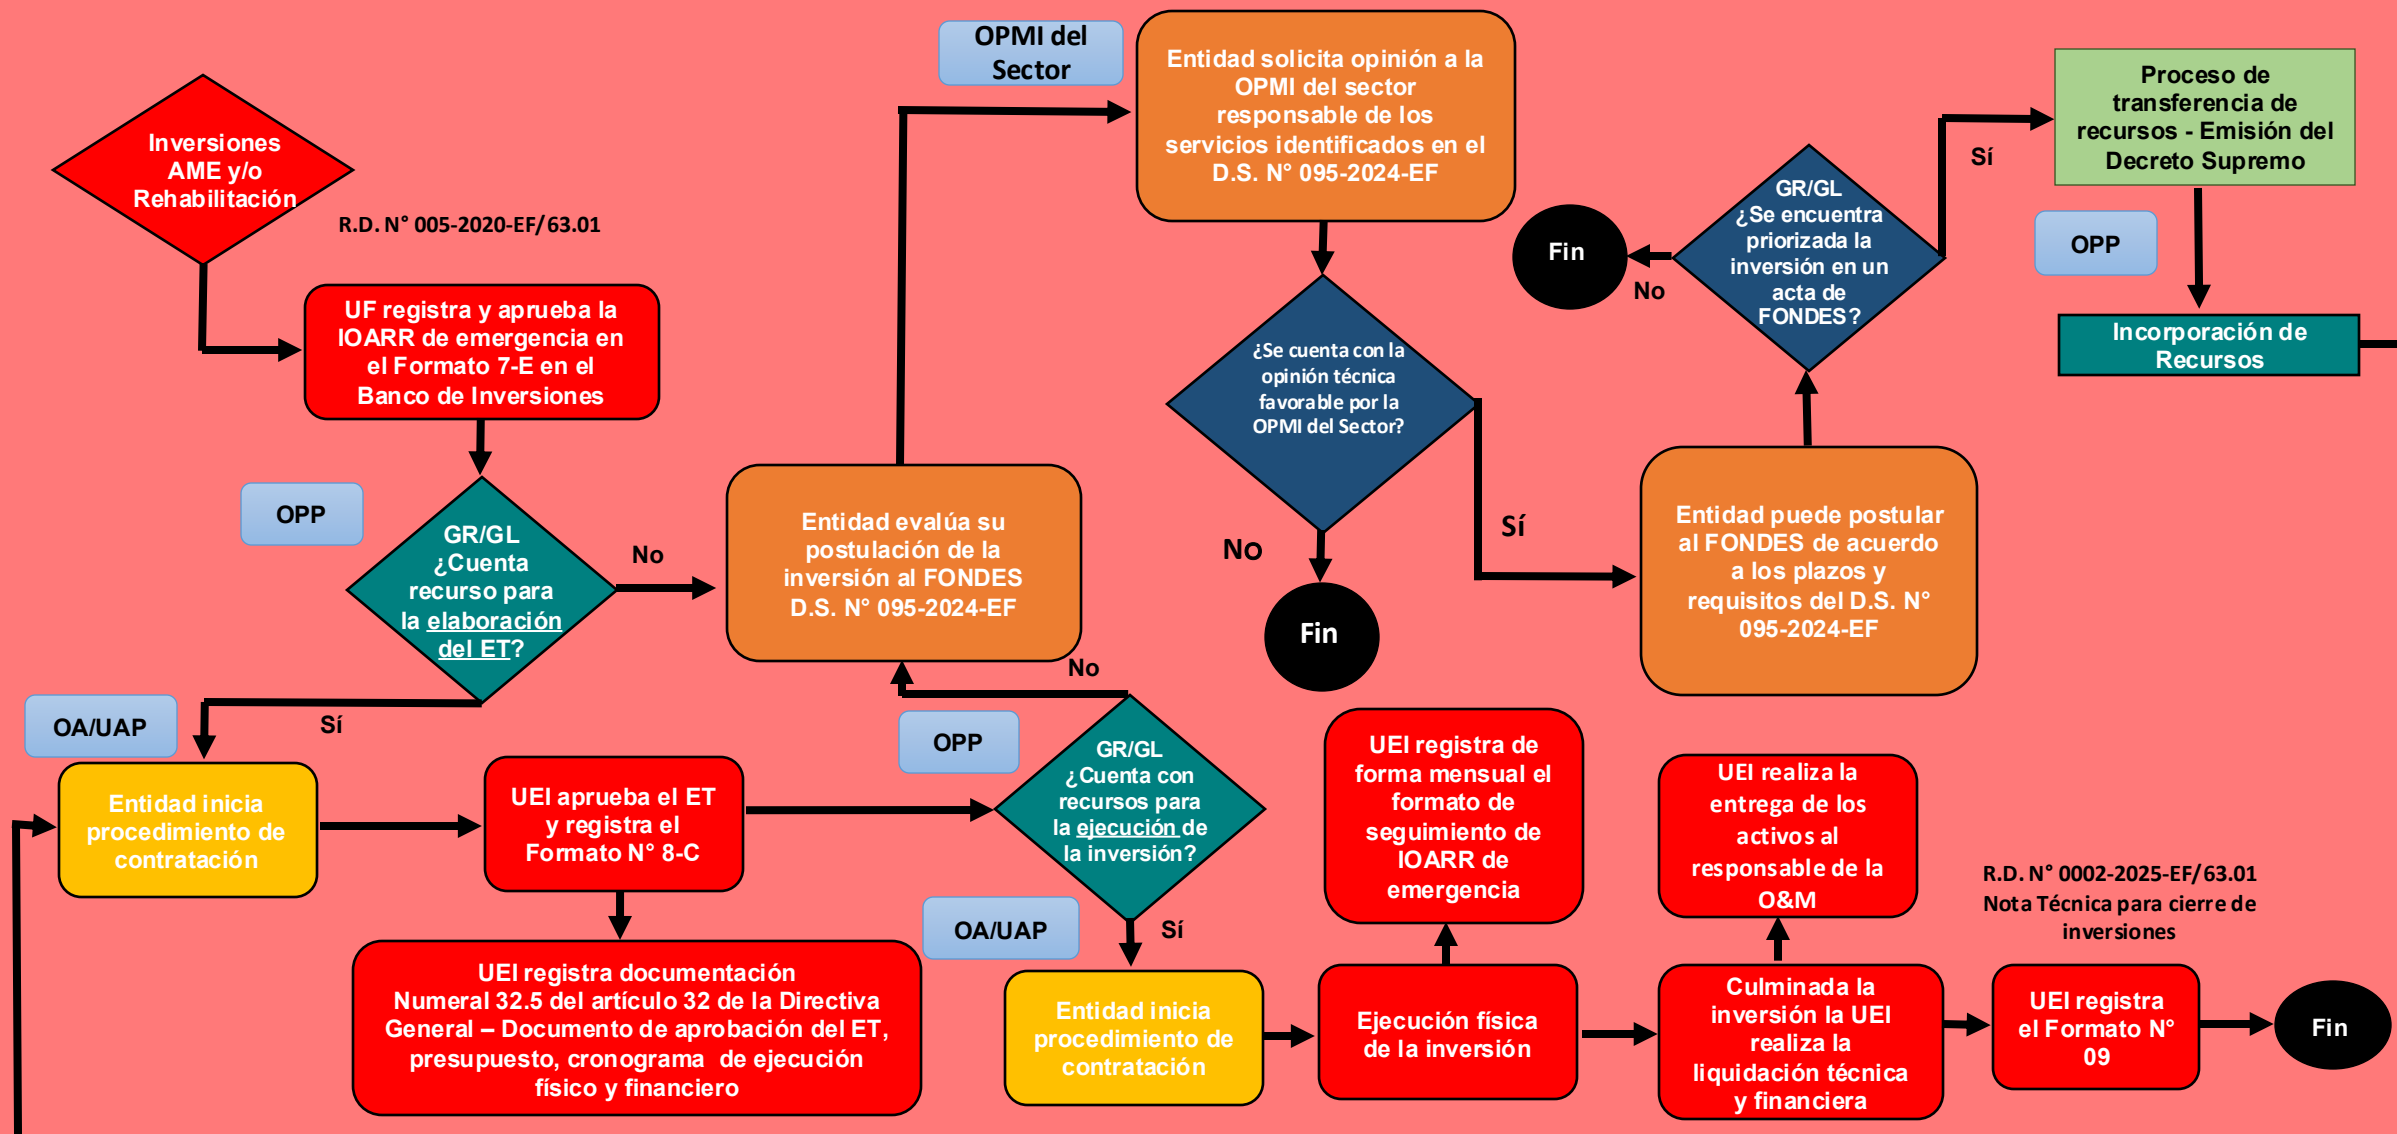 Inversiones
AME y/o
Rehabilitación
R.D. N° 005-2020-EF/63.01
UF registra y aprueba la
IOARR de emergencia en
el Formato 7-E en el
Banco de Inversiones
OPP
GR/GL
¿Cuenta
recurso para
la elaboración
del ET?
No
Sí
OA/UAP
Entidad inicia
procedimiento de
contratación
UEI aprueba el ET
y registra el
Formato N° 8-C
UEI registra documentación
Numeral 32.5 del artículo 32 de la Directiva
General – Documento de aprobación del ET,
presupuesto, cronograma de ejecución
físico y financiero
Entidad evalúa su
postulación de la
inversión al FONDES
D.S. N° 095-2024-EF
No
OPP
GR/GL
¿Cuenta con
recursos para
la ejecución de
la inversión?
OA/UAP
Sí
Entidad inicia
procedimiento de
contratación
OPMI del
Sector
Entidad solicita opinión a la
OPMI del sector
responsable de los
servicios identificados en el
D.S. N° 095-2024-EF
¿Se cuenta con la
opinión técnica
favorable por la
OPMI del Sector?
No
Fin
Sí
Entidad puede postular
al FONDES de acuerdo
a los plazos y
requisitos del D.S. N°
095-2024-EF
GR/GL
¿Se encuentra
priorizada la
inversión en un
acta de
FONDES?
No
Fin
Sí
Proceso de
transferencia de
recursos - Emisión del
Decreto Supremo
OPP
Incorporación de
Recursos
UEI registra de
forma mensual el
formato de
seguimiento de
IOARR de
emergencia
Ejecución física
de la inversión
UEI realiza la
entrega de los
activos al
responsable de la
O&M
Culminada la
inversión la UEI
realiza la
liquidación técnica
y financiera
R.D. N° 0002-2025-EF/63.01
Nota Técnica para cierre de
inversiones
UEI registra
el Formato N°
09
Fin